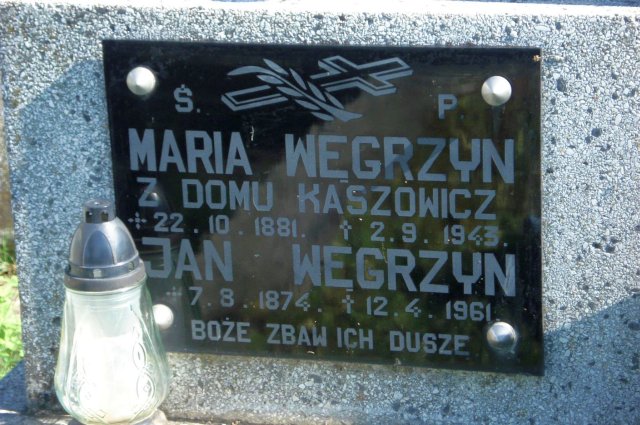 Ś. P.
MARIA WĘGRZYN
Z DOMU KASZOWICZ
+ 22.10.1881. + 2.9.1943.
JAN WĘGRZYN
+ 7.8.1874. + 12.4.1961
BOŻE ZBAW ICH DUSZE